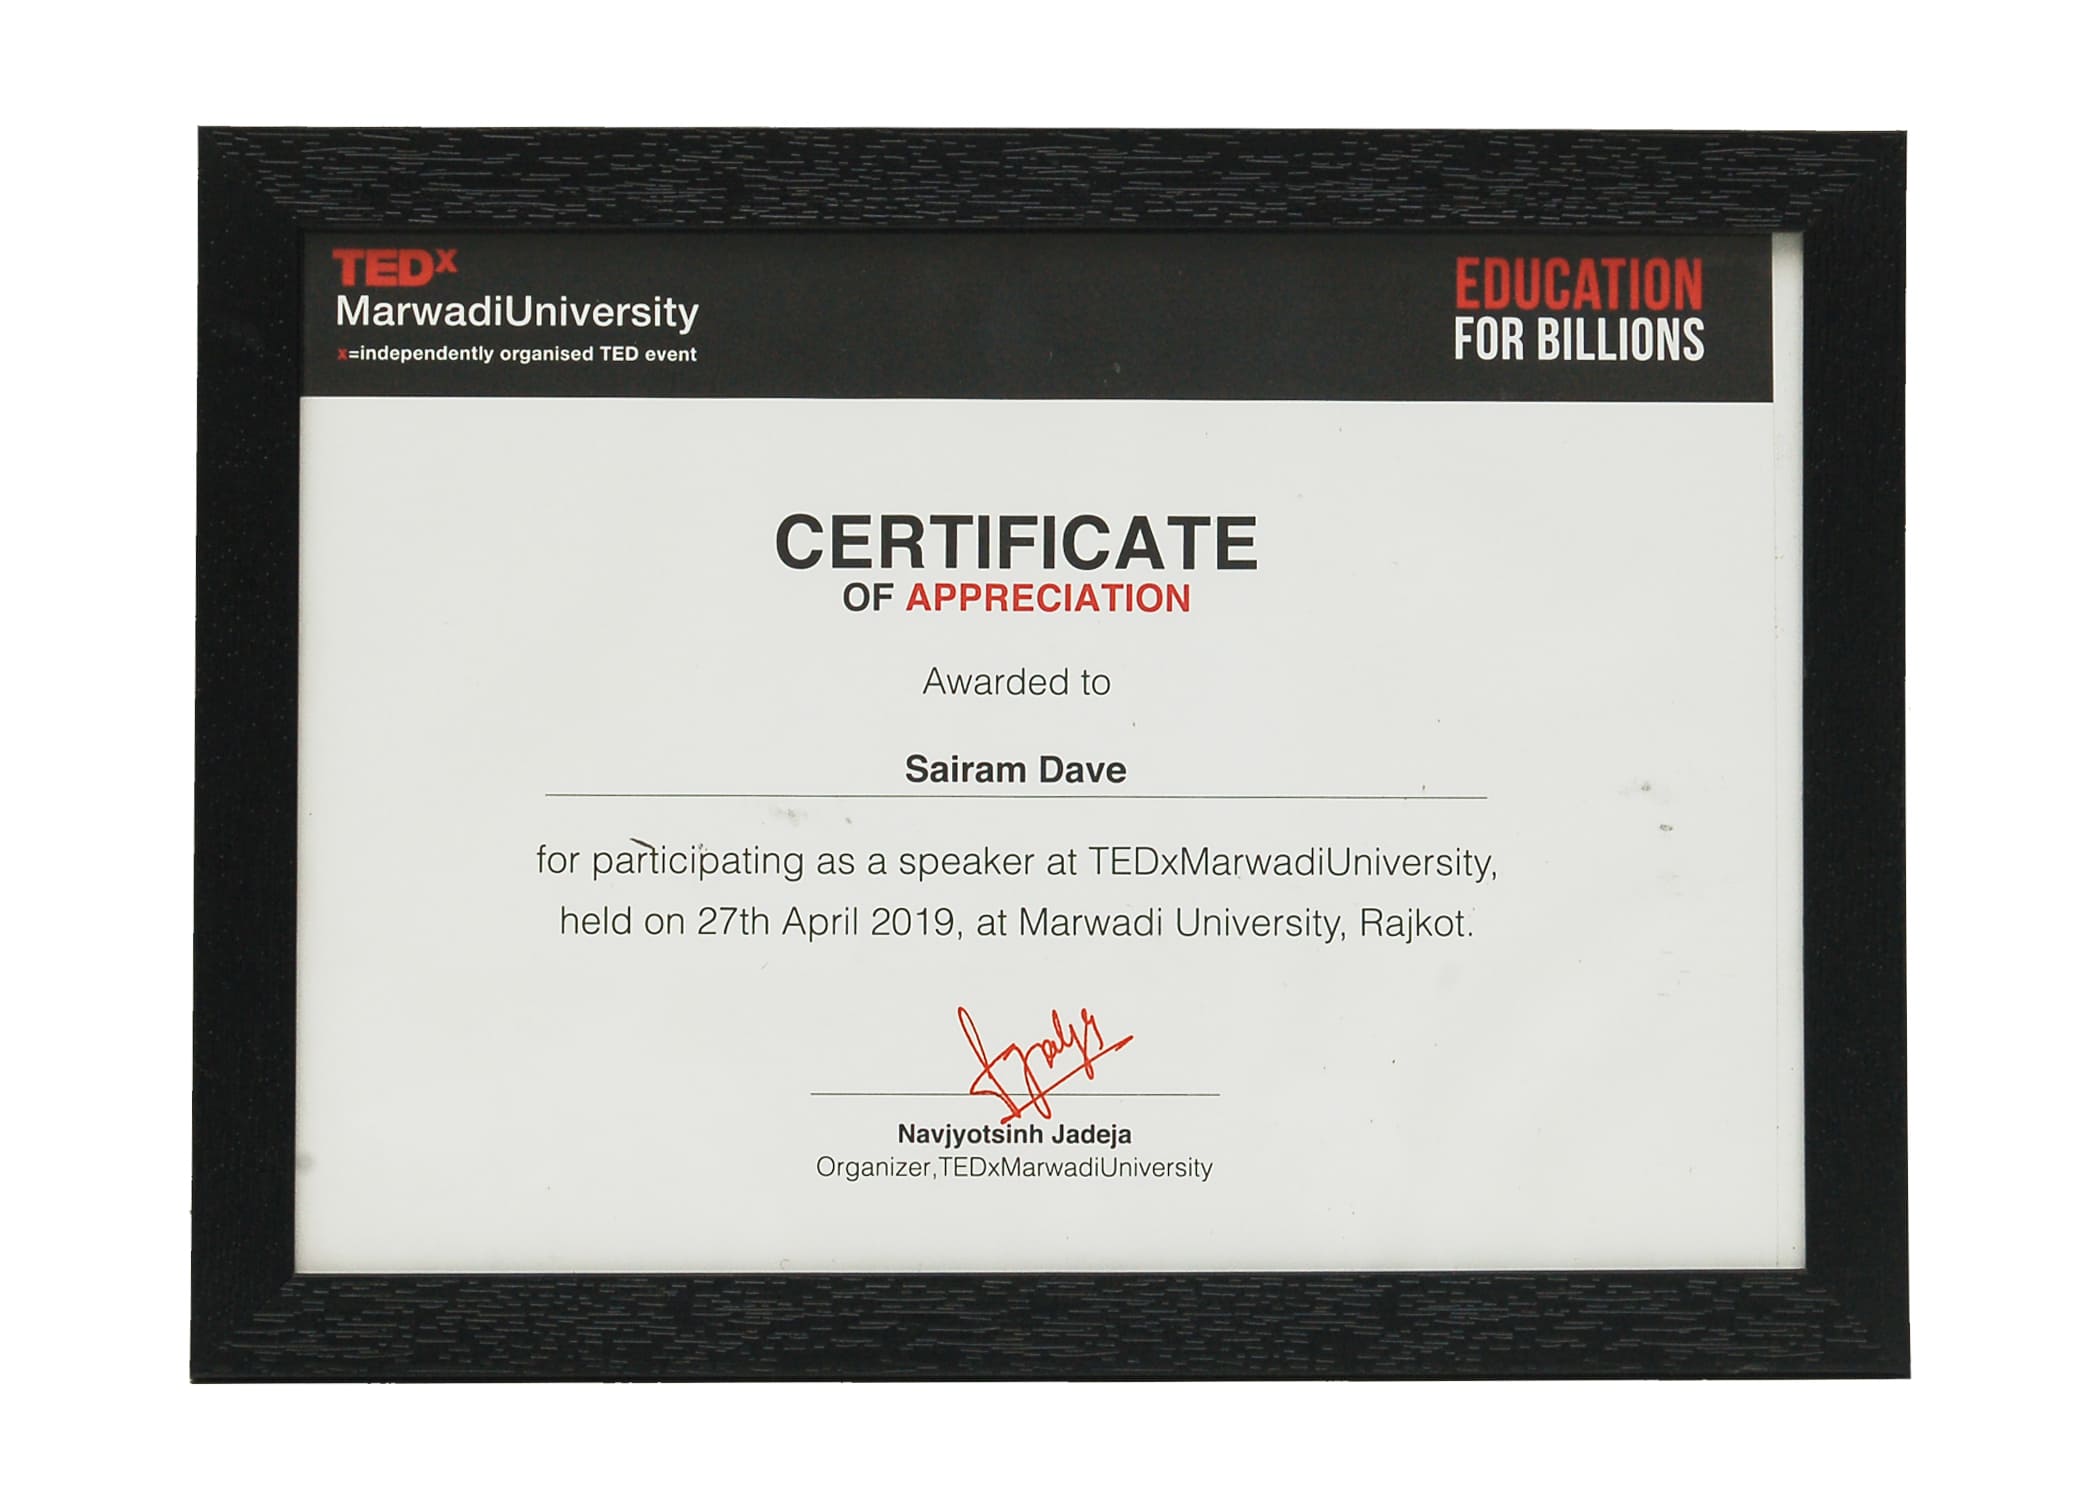 TEDx
MarwadiUniversity
x=independently organised TED event
EDUCATION
FOR BILLIONS
CERTIFICATE
OF APPRECIATION
Awarded to
Sairam Dave
for participating as a speaker at TEDxMarwadiUniversity,
held on 27th April 2019, at Marwadi University, Rajkot.
Navjyotsinh Jadeja
Organizer,TEDxMarwadiUniversity